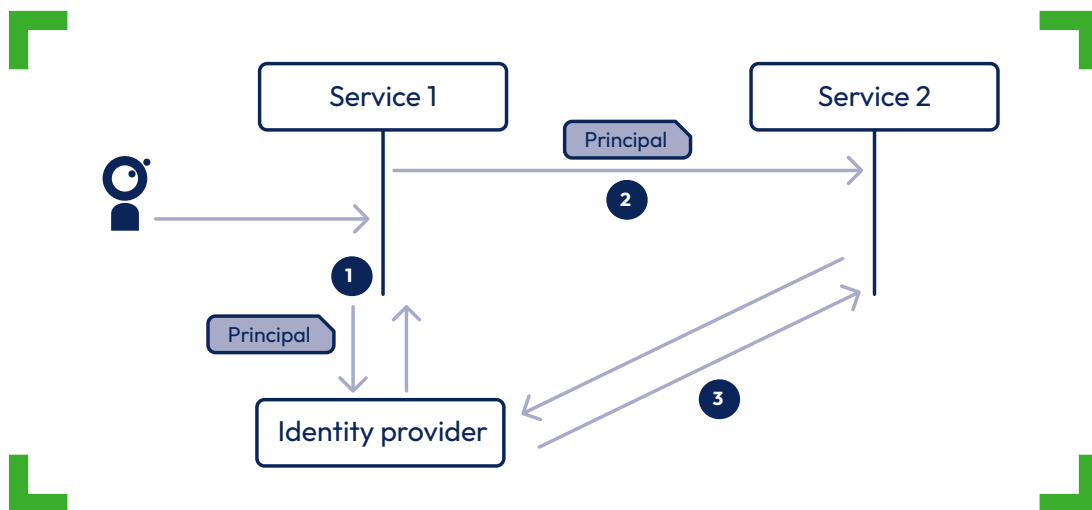 Service 1
Service 2
Principal
2
1
Principal
3
Identity provider